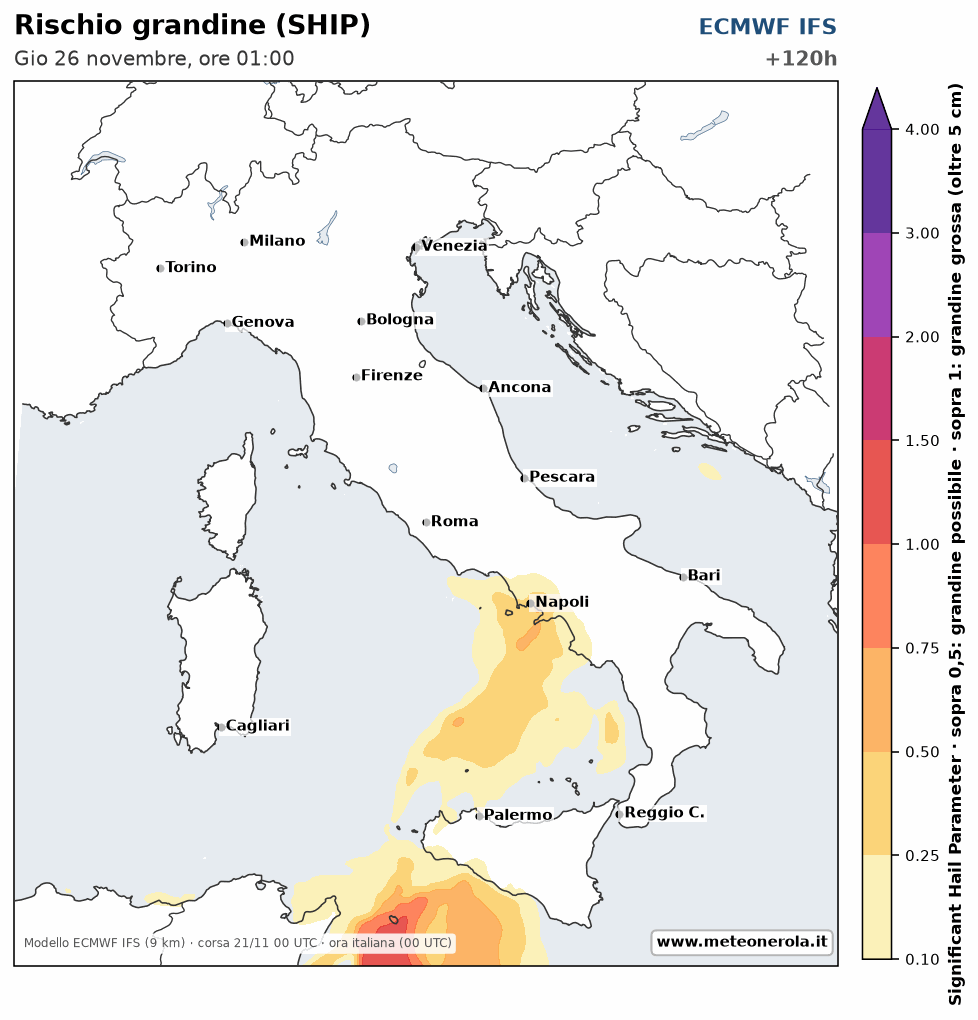 Rischio grandine (SHIP)
ECMWF IFS
Gio 26 novembre, ore 01:00
+120h
Milano
Venezia
Torino
Genova
Bologna
Firenze
Ancona
Pescara
Roma
Bari
Napoli
Cagliari
Palermo
Reggio C.
Modello ECMWF IFS (9 km) · corsa 21/11 00 UTC · ora italiana (00 UTC)
www.meteonerola.it
4.00
3.00
2.00
1.50
1.00
0.75
0.50
0.25
0.10
Significant Hail Parameter · sopra 0,5: grandine possibile · sopra 1: grandine grossa (oltre 5 cm)